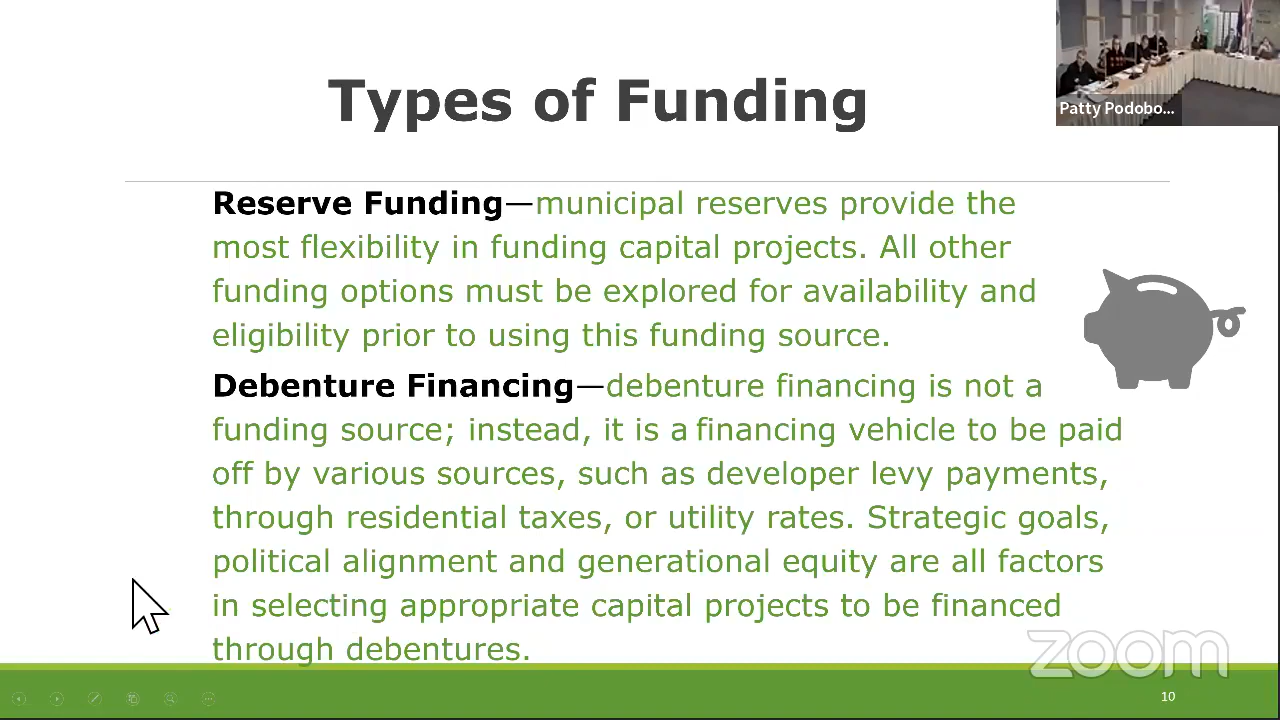 Types of Funding
Patty Podobo...
Reserve Funding—municipal reserves provide the
most flexibility in funding capital projects. All other
funding options must be explored for availability and
eligibility prior to using this funding source.
Debenture Financing—debenture financing is not a
funding source; instead, it is a financing vehicle to be paid
off by various sources, such as developer levy payments,
through residential taxes, or utility rates. Strategic goals,
political alignment and generational equity are all factors
in selecting appropriate capital projects to be financed
through debentures.
zoom
10